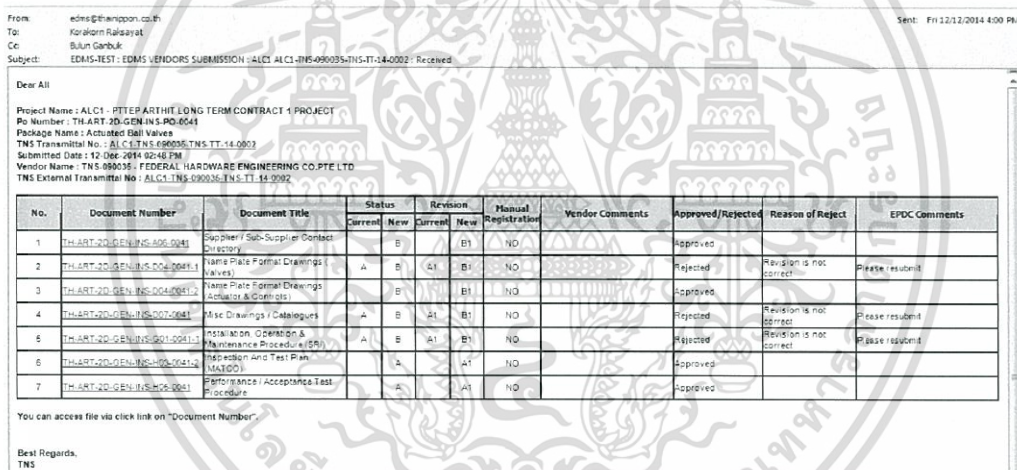 From: edms@thainippon.co.th Sent: Fri 12/12/2014 4:00 PM
To: Korakorn Raksayat
Cc: Bulun Ganbuk
Subject: EDMS-TEST : EDMS VENDORS SUBMISSION : ALC1 ALC1-TNS-090035-TNS-TT-14-0002 : Received
Dear All
Project Name : ALC1 - PTTEP ARTHIT LONG TERM CONTRACT 1 PROJECT
Po Number : TH-ART-2D-GEN-INS-PO-0041
Package Name : Actuated Ball Valves
TNS Transmittal No. : ALC1-TNS-090035-TNS-TT-14-0002
Submitted Date : 12-Dec-2014 02:48 PM
Vendor Name : TNS-090035 - FEDERAL HARDWARE ENGINEERING CO.PTE LTD
TNS External Transmittal No : ALC1-TNS-090035-TNS-TT-14-0002
No. Document Number Document Title Status Revision Manual Registration Vendor Comments Approved/Rejected Reason of Reject EPDC Comments
Current New Current New
1 TH-ART-2D-GEN-INS-A06-0041 Supplier / Sub-Supplier Contact Directory B B1 NO Approved
2 TH-ART-2D-GEN-INS-D04-0041-1 Name Plate Format Drawings ( Valves) A B A1 B1 NO Rejected Revision is not correct Please resubmit
3 TH-ART-2D-GEN-INS-D04-0041-2 Name Plate Format Drawings (Actuator & Controls) B B1 NO Approved
4 TH-ART-2D-GEN-INS-D07-0041 Misc Drawings / Catalogues A B A1 B1 NO Rejected Revision is not correct Please resubmit
5 TH-ART-2D-GEN-INS-G01-0041-1 Installation, Operation & Maintenance Procedure (SRI) A B A1 B1 NO Rejected Revision is not correct Please resubmit
6 TH-ART-2D-GEN-INS-H03-0041-2 Inspection And Test Plan (MATCO) A A1 NO Approved
7 TH-ART-2D-GEN-INS-H05-0041 Performance / Acceptance Test Procedure A A1 NO Approved
You can access file via click link on "Document Number".
Best Regards,
TNS